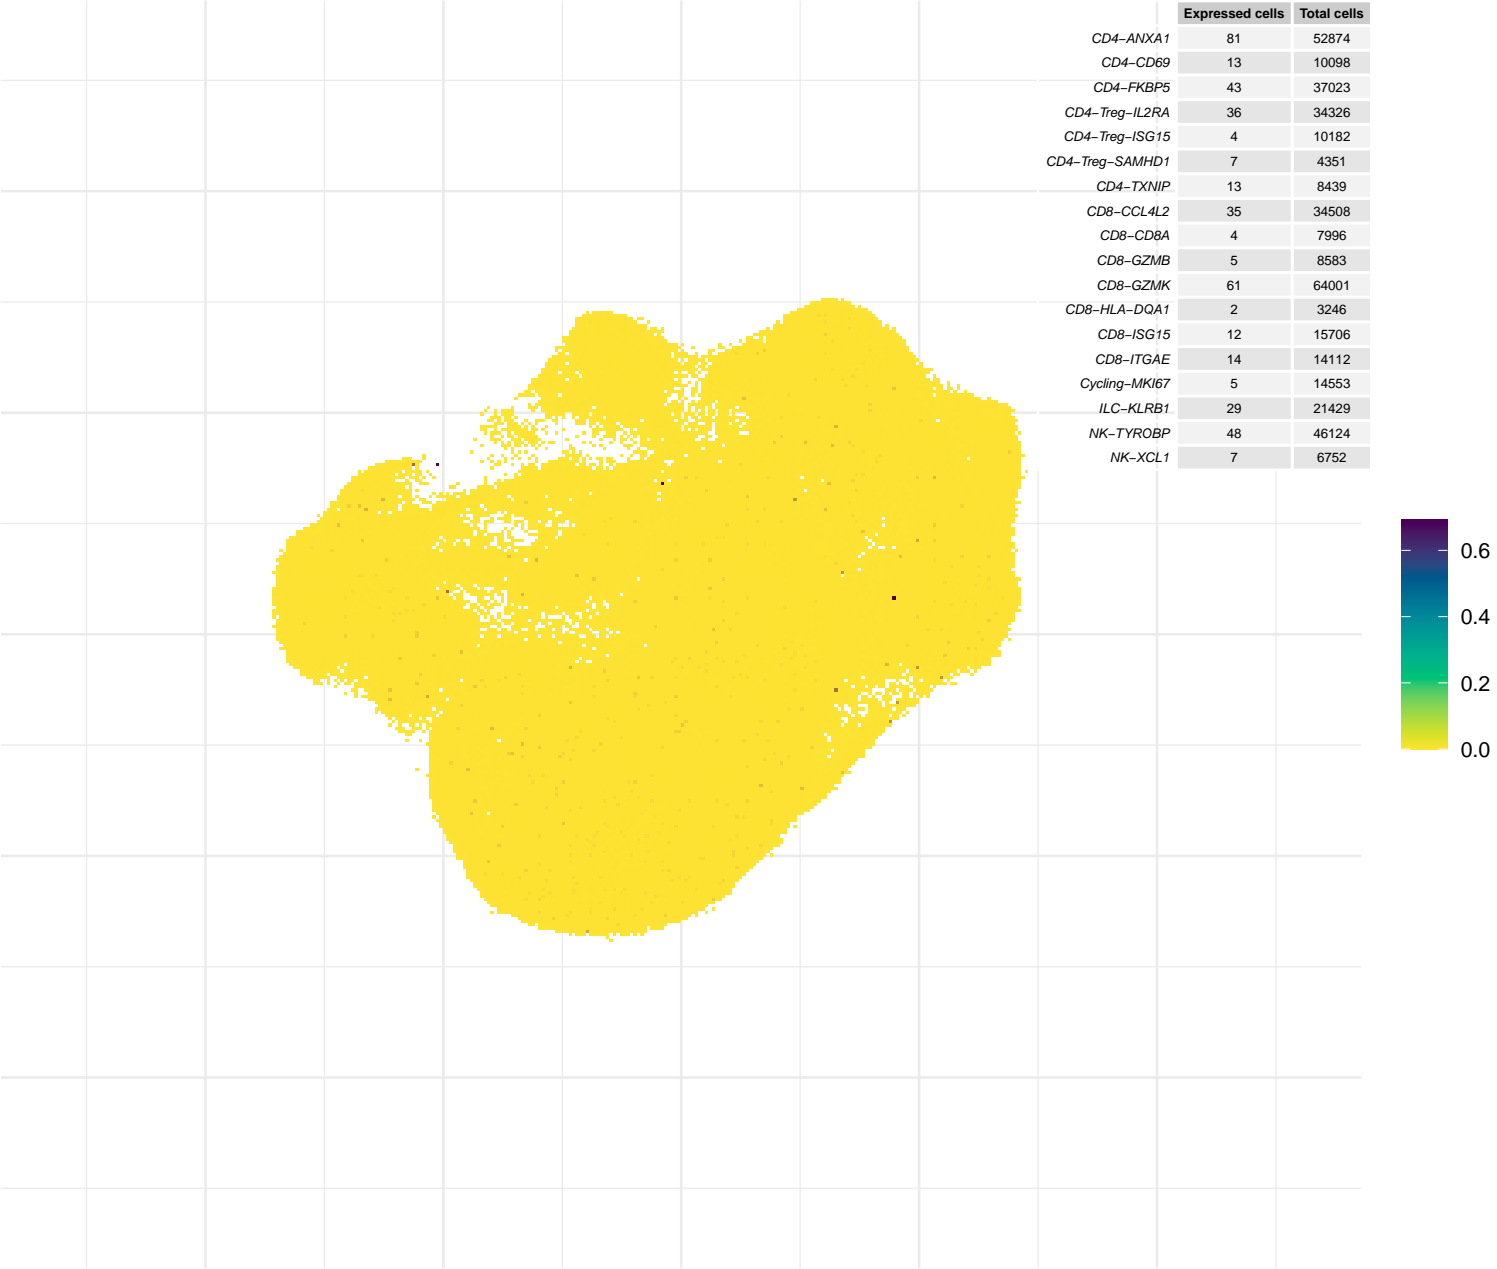 Expressed cells Total cells
CD4−ANXA1 81 52874
CD4−CD69 13 10098
CD4−FKBP5 43 37023
CD4−Treg−IL2RA 36 34326
CD4−Treg−ISG15 4 10182
CD4−Treg−SAMHD1 7 4351
CD4−TXNIP 13 8439
CD8−CCL4L2 35 34508
CD8−CD8A 4 7996
CD8−GZMB 5 8583
CD8−GZMK 61 64001
CD8−HLA−DQA1 2 3246
CD8−ISG15 12 15706
CD8−ITGAE 14 14112
Cycling−MKI67 5 14553
ILC−KLRB1 29 21429
NK−TYROBP 48 46124
NK−XCL1 7 6752
0.6
0.4
0.2
0.0